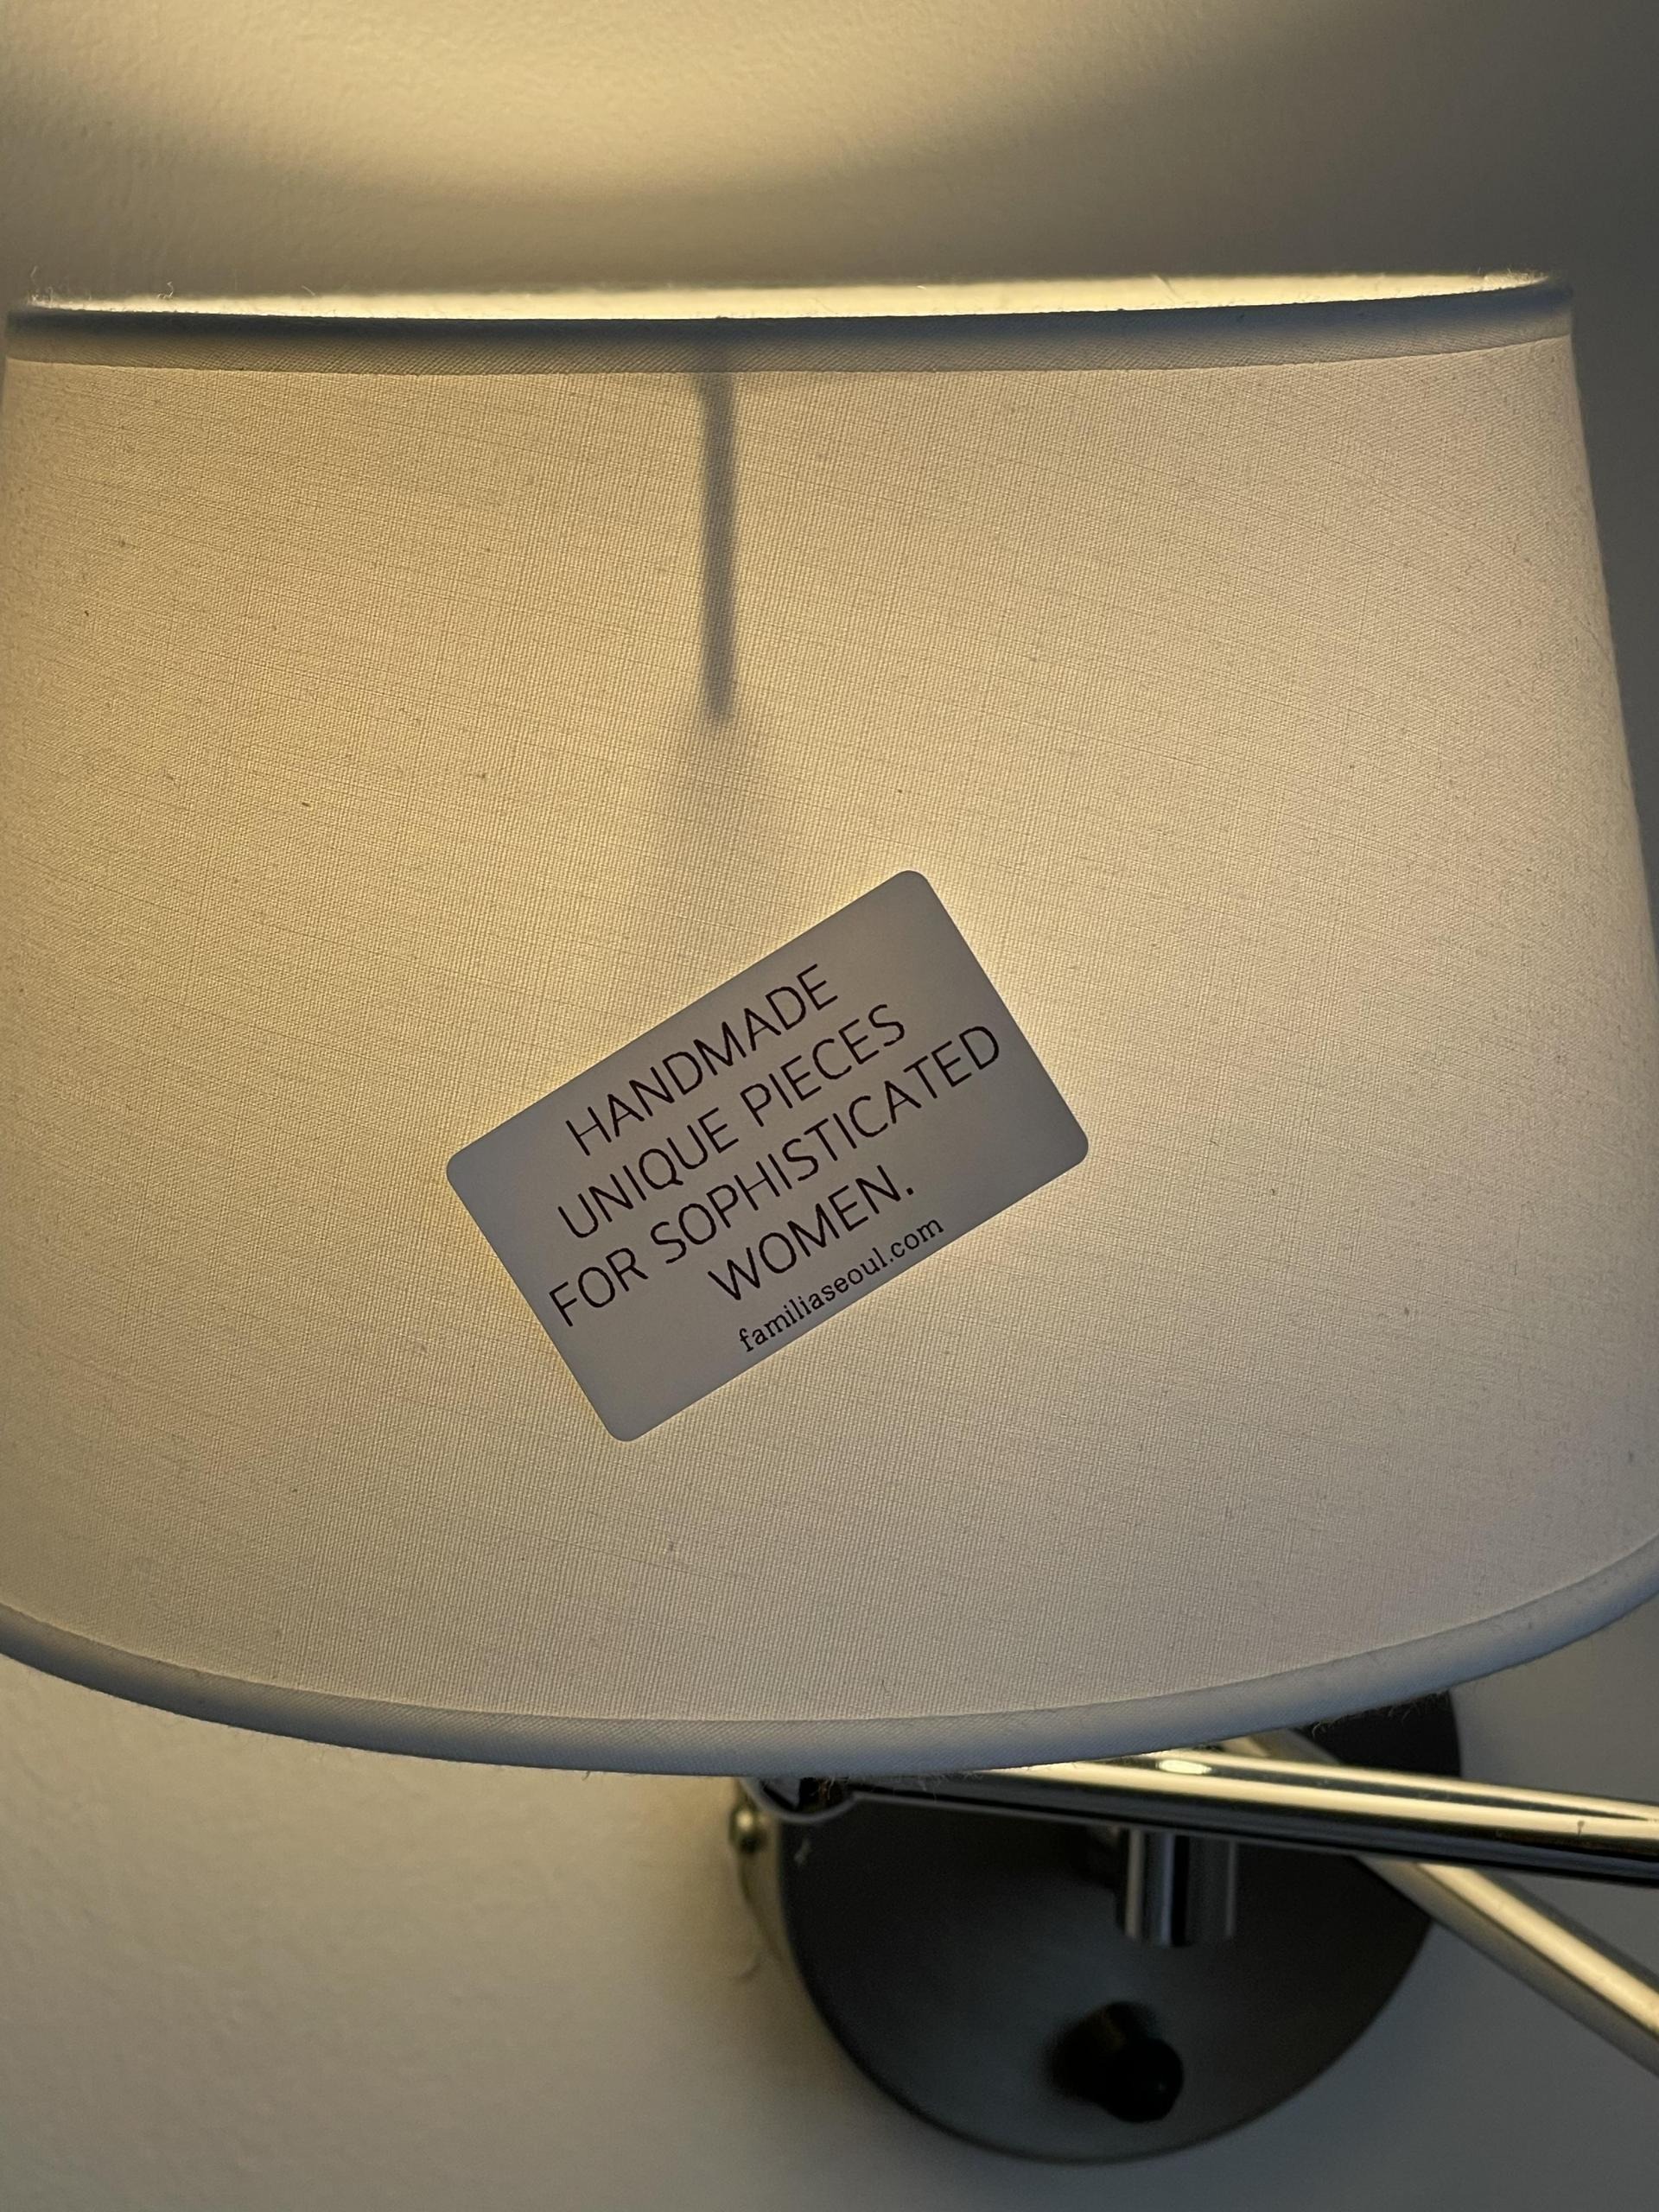 HANDMADE
UNIQUE PIECES
FOR SOPHISTICATED
WOMEN.
familiaseoul.com